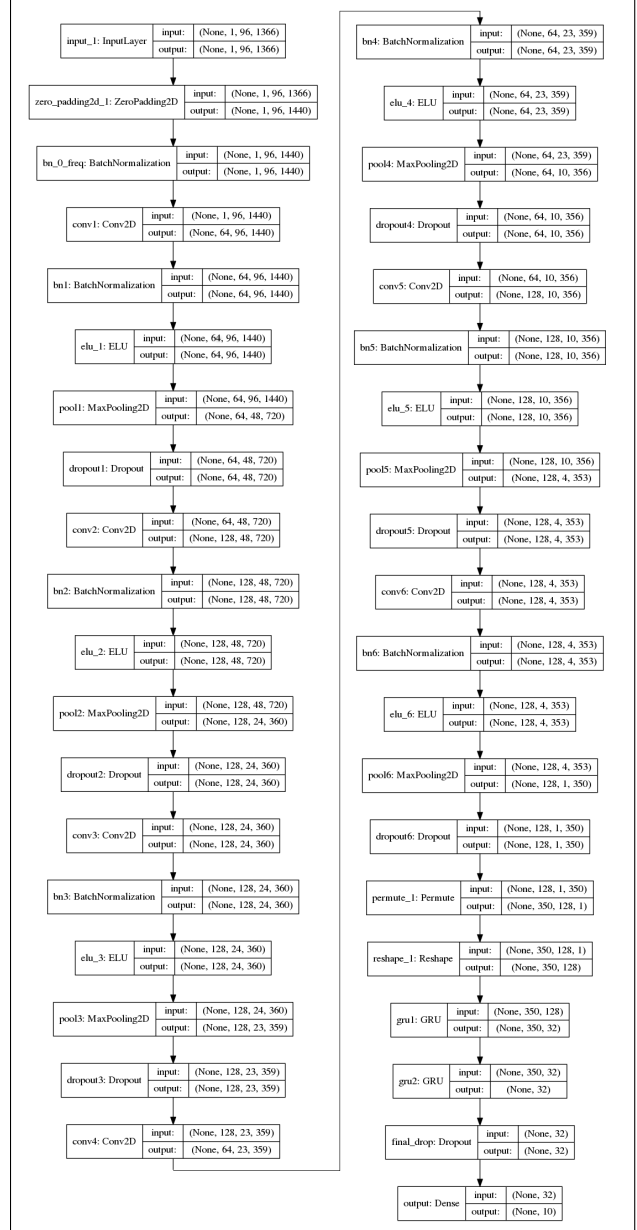 input_1: InputLayer
input: (None, 1, 96, 1366)
output: (None, 1, 96, 1366)
zero_padding2d_1: ZeroPadding2D
input: (None, 1, 96, 1366)
output: (None, 1, 96, 1440)
bn_0_freq: BatchNormalization
input: (None, 1, 96, 1440)
output: (None, 1, 96, 1440)
conv1: Conv2D
input: (None, 1, 96, 1440)
output: (None, 64, 96, 1440)
bn1: BatchNormalization
input: (None, 64, 96, 1440)
output: (None, 64, 96, 1440)
elu_1: ELU
input: (None, 64, 96, 1440)
output: (None, 64, 96, 1440)
pool1: MaxPooling2D
input: (None, 64, 96, 1440)
output: (None, 64, 48, 720)
dropout1: Dropout
input: (None, 64, 48, 720)
output: (None, 64, 48, 720)
conv2: Conv2D
input: (None, 64, 48, 720)
output: (None, 128, 48, 720)
bn2: BatchNormalization
input: (None, 128, 48, 720)
output: (None, 128, 48, 720)
elu_2: ELU
input: (None, 128, 48, 720)
output: (None, 128, 48, 720)
pool2: MaxPooling2D
input: (None, 128, 48, 720)
output: (None, 128, 24, 360)
dropout2: Dropout
input: (None, 128, 24, 360)
output: (None, 128, 24, 360)
conv3: Conv2D
input: (None, 128, 24, 360)
output: (None, 128, 24, 360)
bn3: BatchNormalization
input: (None, 128, 24, 360)
output: (None, 128, 24, 360)
elu_3: ELU
input: (None, 128, 24, 360)
output: (None, 128, 24, 360)
pool3: MaxPooling2D
input: (None, 128, 24, 360)
output: (None, 128, 23, 359)
dropout3: Dropout
input: (None, 128, 23, 359)
output: (None, 128, 23, 359)
conv4: Conv2D
input: (None, 128, 23, 359)
output: (None, 64, 23, 359)
bn4: BatchNormalization
input: (None, 64, 23, 359)
output: (None, 64, 23, 359)
elu_4: ELU
input: (None, 64, 23, 359)
output: (None, 64, 23, 359)
pool4: MaxPooling2D
input: (None, 64, 23, 359)
output: (None, 64, 10, 356)
dropout4: Dropout
input: (None, 64, 10, 356)
output: (None, 64, 10, 356)
conv5: Conv2D
input: (None, 64, 10, 356)
output: (None, 128, 10, 356)
bn5: BatchNormalization
input: (None, 128, 10, 356)
output: (None, 128, 10, 356)
elu_5: ELU
input: (None, 128, 10, 356)
output: (None, 128, 10, 356)
pool5: MaxPooling2D
input: (None, 128, 10, 356)
output: (None, 128, 4, 353)
dropout5: Dropout
input: (None, 128, 4, 353)
output: (None, 128, 4, 353)
conv6: Conv2D
input: (None, 128, 4, 353)
output: (None, 128, 4, 353)
bn6: BatchNormalization
input: (None, 128, 4, 353)
output: (None, 128, 4, 353)
elu_6: ELU
input: (None, 128, 4, 353)
output: (None, 128, 4, 353)
pool6: MaxPooling2D
input: (None, 128, 4, 353)
output: (None, 128, 1, 350)
dropout6: Dropout
input: (None, 128, 1, 350)
output: (None, 128, 1, 350)
permute_1: Permute
input: (None, 128, 1, 350)
output: (None, 350, 128, 1)
reshape_1: Reshape
input: (None, 350, 128, 1)
output: (None, 350, 128)
gru1: GRU
input: (None, 350, 128)
output: (None, 350, 32)
gru2: GRU
input: (None, 350, 32)
output: (None, 32)
final_drop: Dropout
input: (None, 32)
output: (None, 32)
output: Dense
input: (None, 32)
output: (None, 10)